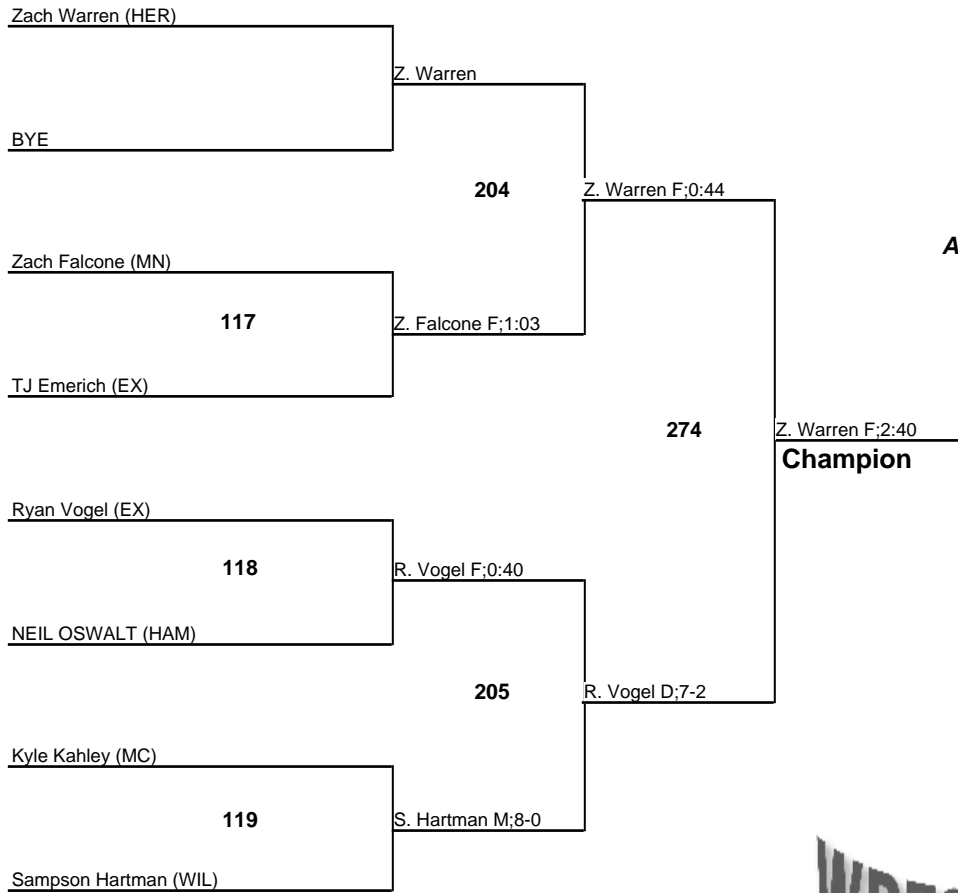 Zach Warren (HER)
Z. Warren
BYE
204
Z. Warren F;0:44
A
Zach Falcone (MN)
117
Z. Falcone F;1:03
TJ Emerich (EX)
274
Z. Warren F;2:40
Champion
Ryan Vogel (EX)
118
R. Vogel F;0:40
NEIL OSWALT (HAM)
205
R. Vogel D;7-2
Kyle Kahley (MC)
119
S. Hartman M;8-0
Sampson Hartman (WIL)